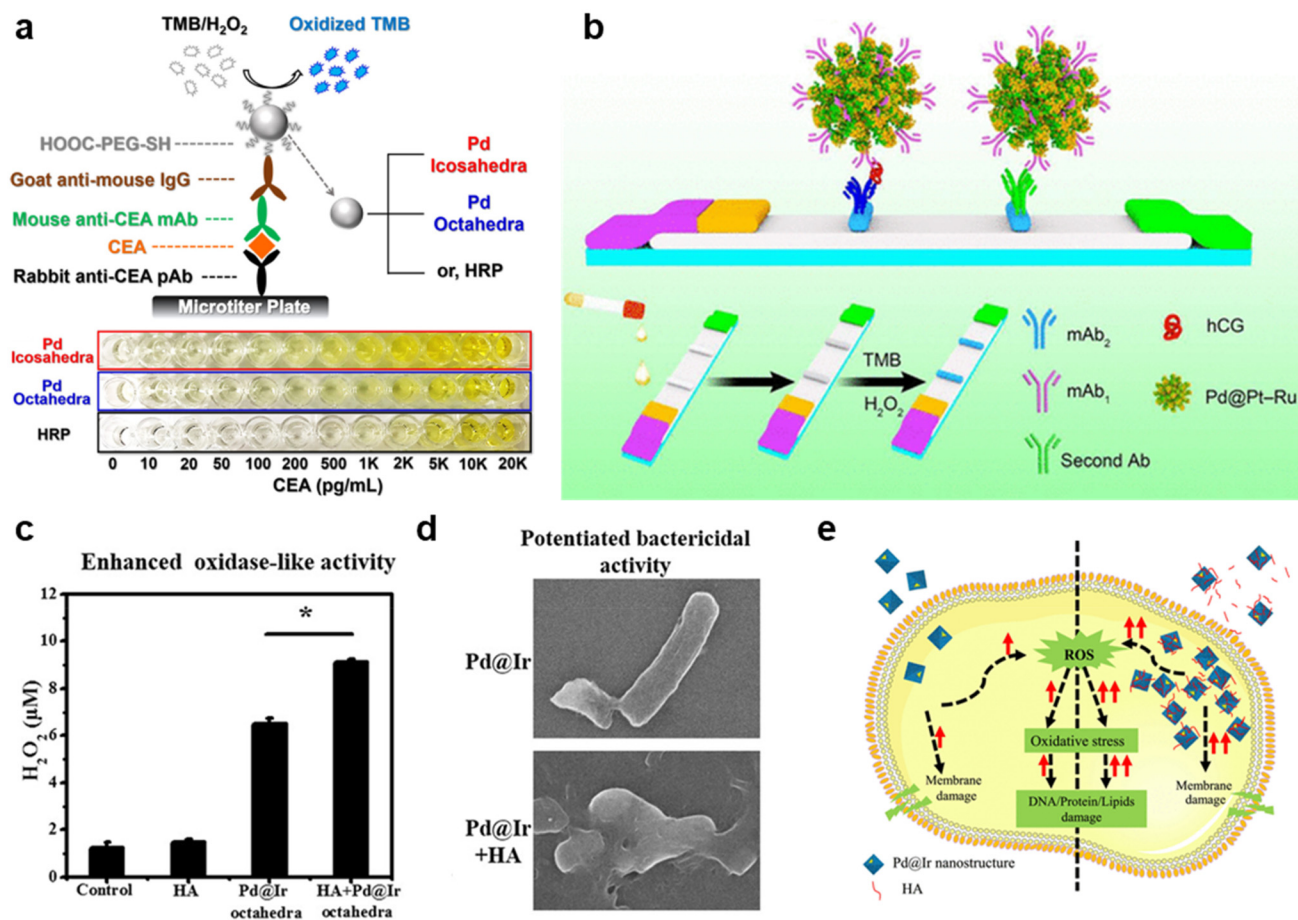 a
TMB/H₂O₂
Oxidized TMB
HOOC-PEG-SH
Goat anti-mouse IgG
Mouse anti-CEA mAb
CEA
Rabbit anti-CEA pAb
Microtiter Plate
Pd
Icosahedra
Pd
Octahedra
or, HRP
Pd
Icosahedra
Pd
Octahedra
HRP
0 10 20 50 100 200 500 1K 2K 5K 10K 20K
CEA (pg/mL)
b
TMB
H₂O₂
mAb₂
hCG
mAb₁
Pd@Pt–Ru
Second Ab
c
Enhanced oxidase-like activity
H₂O₂ (µM)
12
10
8
6
4
2
0
*
Control
HA
Pd@Ir
octahedra
HA+Pd@Ir
octahedra
d
Potentiated bactericidal
activity
Pd@Ir
Pd@Ir
+HA
e
ROS
Oxidative stress
Membrane
damage
DNA/Protein/Lipids
damage
Membrane
damage
Pd@Ir nanostructure
HA